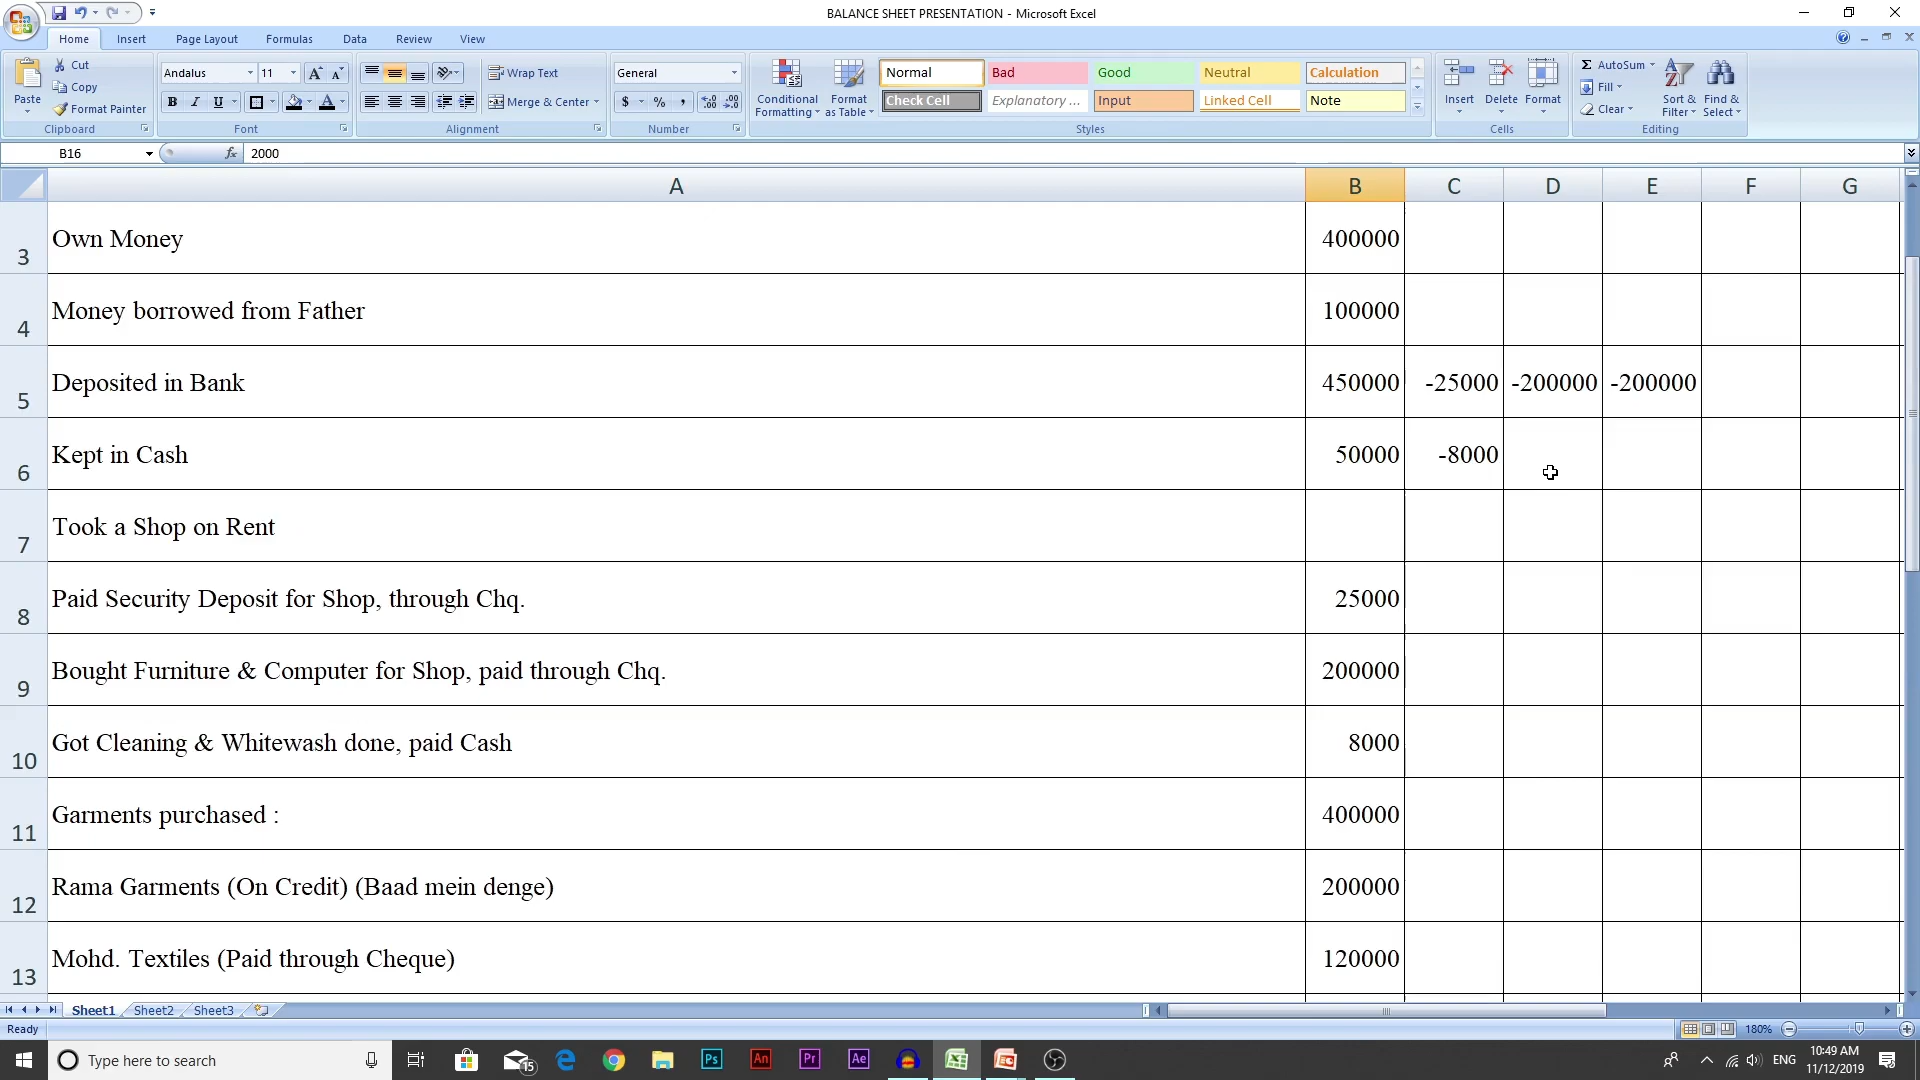 BALANCE SHEET PRESENTATION - Microsoft Excel
Home Insert Page Layout Formulas Data Review View
Paste Cut Copy Format Painter Clipboard
Andalus 11 A A B I U A Font
Wrap Text Merge & Center Alignment
General $ % , Number
Conditional Formatting Format as Table
Normal Bad Good Neutral Calculation
Check Cell Explanatory ... Input Linked Cell Note
Styles
Insert Delete Format Cells
Σ AutoSum Fill Clear Sort & Filter Find & Select Editing
B16 fx 2000
A B C D E F G
3 Own Money 400000
4 Money borrowed from Father 100000
5 Deposited in Bank 450000 -25000 -200000 -200000
6 Kept in Cash 50000 -8000
7 Took a Shop on Rent
8 Paid Security Deposit for Shop, through Chq. 25000
9 Bought Furniture & Computer for Shop, paid through Chq. 200000
10 Got Cleaning & Whitewash done, paid Cash 8000
11 Garments purchased : 400000
12 Rama Garments (On Credit) (Baad mein denge) 200000
13 Mohd. Textiles (Paid through Cheque) 120000
Sheet1 Sheet2 Sheet3
Ready 180%
Type here to search 15 Ps An Pr Ae ENG 10:49 AM
11/12/2019